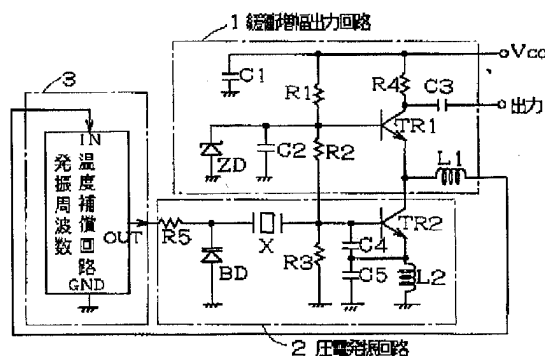 1 緩衝増幅出力回路
Vcc
3
C1
R1
R4
C3
出力
IN
TR1
ZD
C2
R2
L1
発振周波数
温度補償回路
OUT
R5
X
TR2
BD
R3
C4
C5
L2
GND
2 圧電発振回路